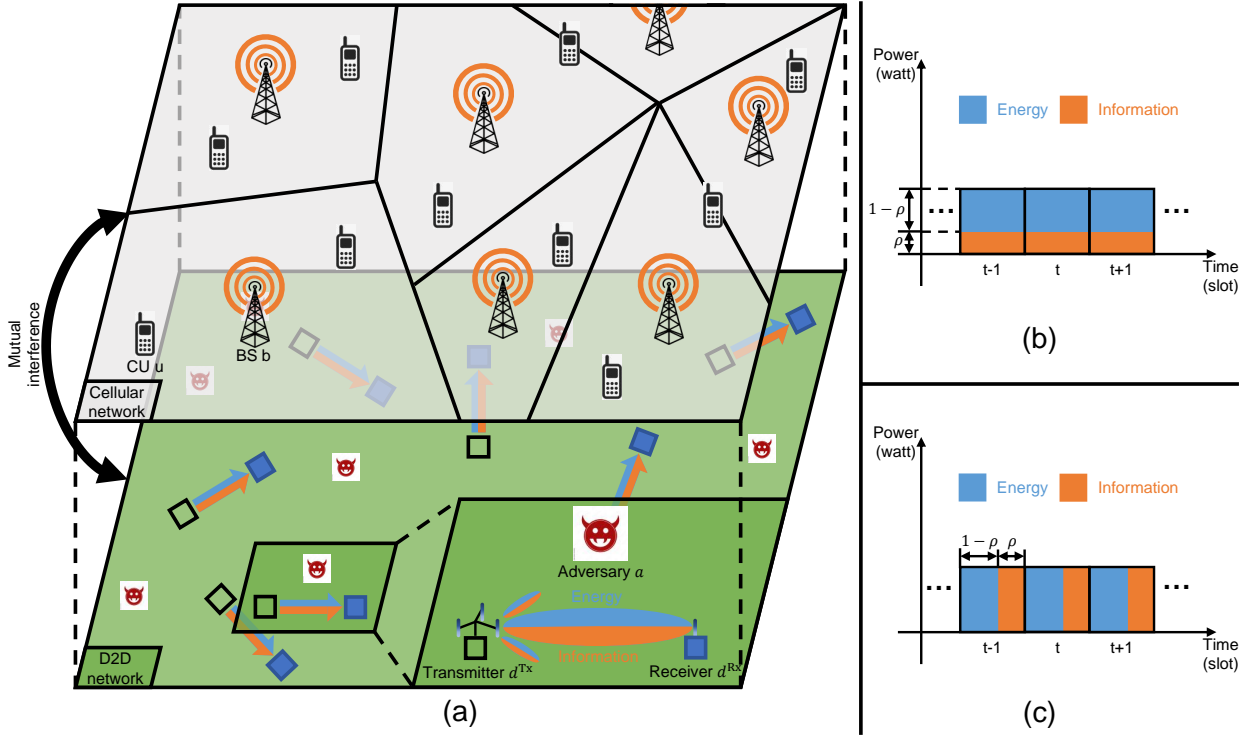 Mutual
interference
CU u
BS b
Cellular
network
D2D
network
Adversary a
Energy
Information
Transmitter d^Tx
Receiver d^Rx
(a)
Power
(watt)
Energy
Information
1 − ρ
ρ
...
...
t-1
t
t+1
Time
(slot)
(b)
Power
(watt)
Energy
Information
1 − ρ
ρ
...
...
t-1
t
t+1
Time
(slot)
(c)